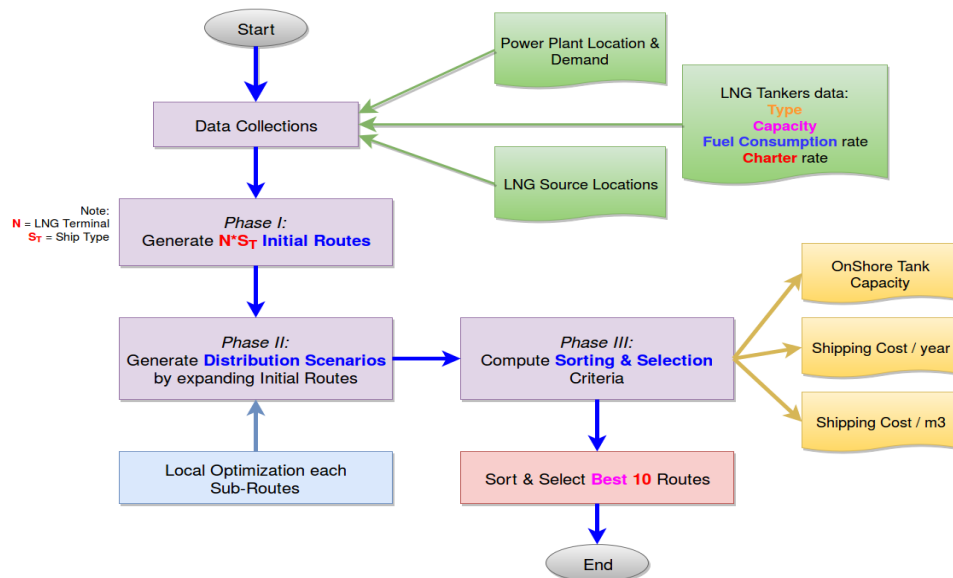 Start
Power Plant Location &
Demand
LNG Tankers data:
Type
Capacity
Fuel Consumption rate
Charter rate
Data Collections
LNG Source Locations
Note:
N = LNG Terminal
ST = Ship Type
Phase I:
Generate N*ST Initial Routes
OnShore Tank
Capacity
Phase II:
Generate Distribution Scenarios
by expanding Initial Routes
Phase III:
Compute Sorting & Selection
Criteria
Shipping Cost / year
Shipping Cost / m3
Local Optimization each
Sub-Routes
Sort & Select Best 10 Routes
End